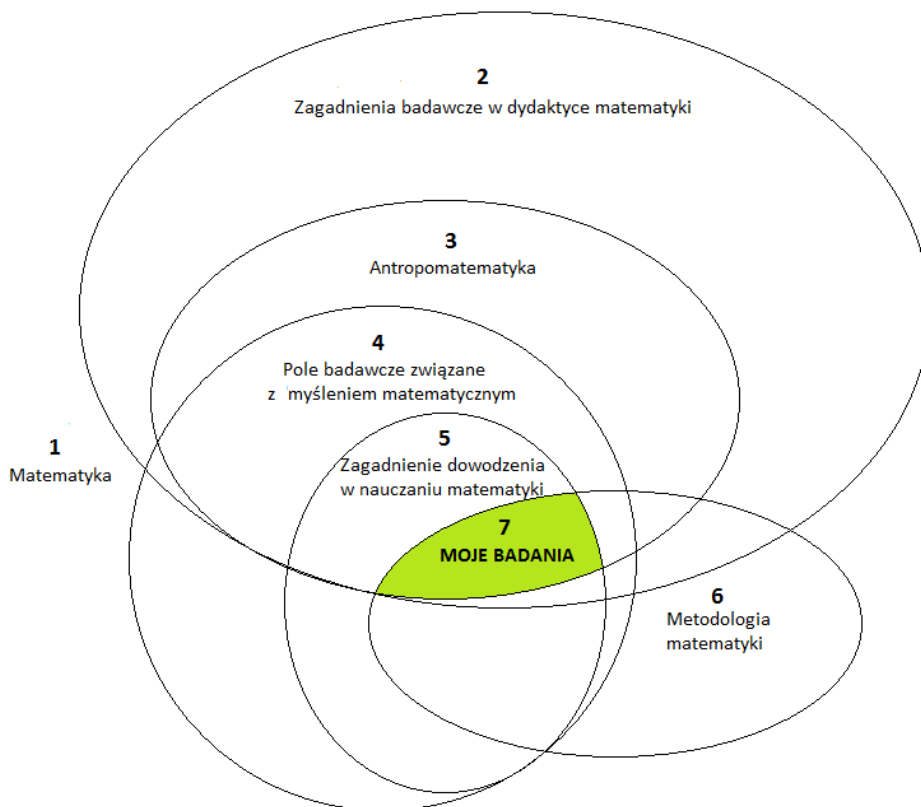 2
Zagadnienia badawcze w dydaktyce matematyki
3
Antropomatematyka
4
Pole badawcze związane
z myśleniem matematycznym
5
Zagadnienie dowodzenia
w nauczaniu matematyki
1
Matematyka
7
MOJE BADANIA
6
Metodologia
matematyki